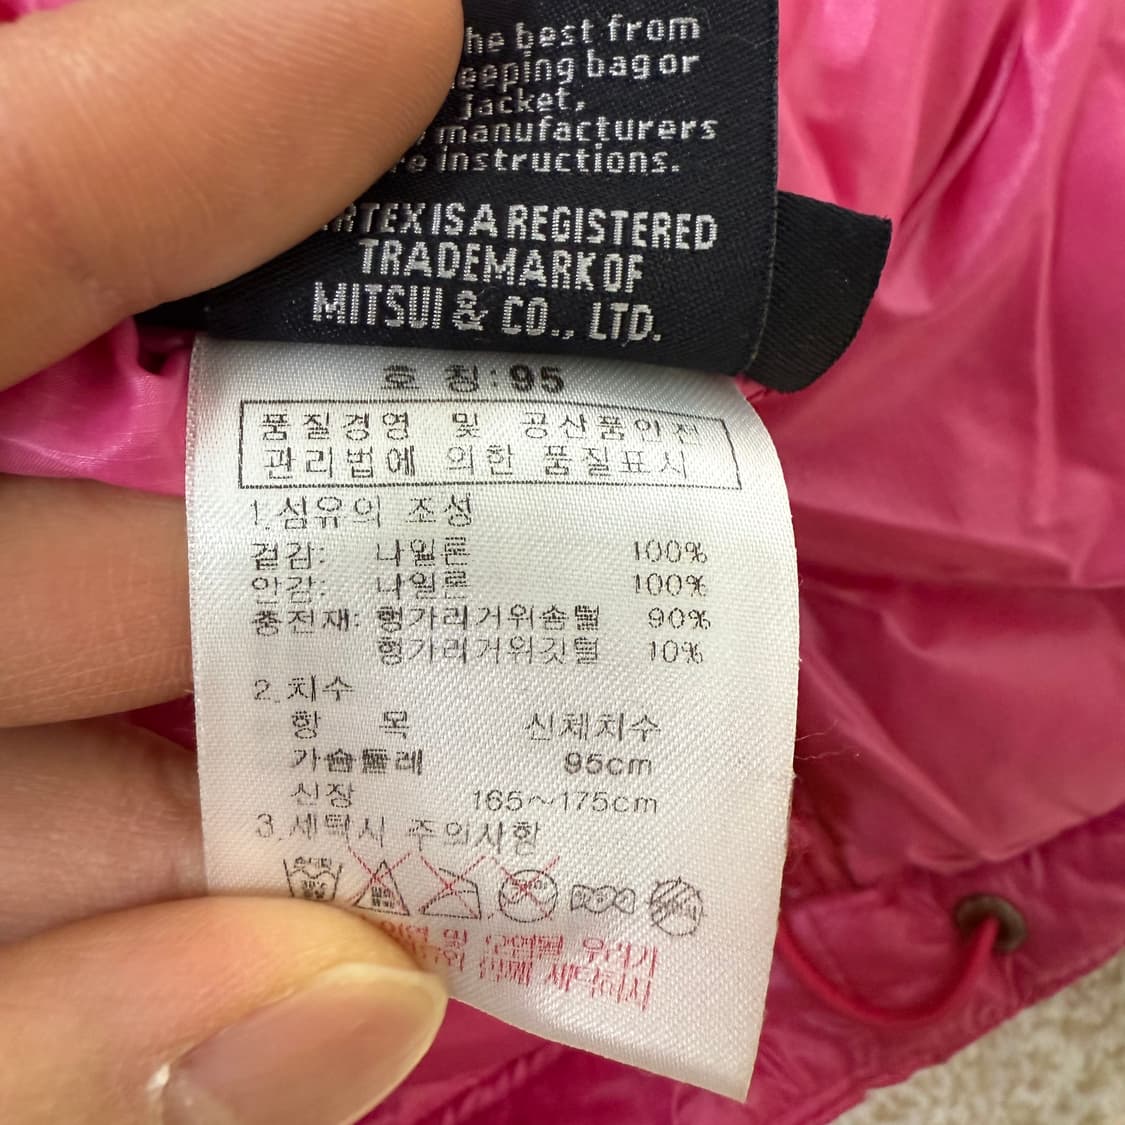 he best from
eeping bag or
jacket,
manufacturers
e instructions.
RTEX IS A REGISTERED
TRADEMARK OF
MITSUI & CO., LTD.
호 칭:95
품질경영 및 공산품안전
관리법에 의한 품질표시
1.섬유의 조성
겉감: 나일론 100%
안감: 나일론 100%
충전재: 헝가리거위솜털 90%
헝가리거위깃털 10%
2.치수
항 목 신체치수
가슴둘레 95cm
신장 165~175cm
3.세탁시 주의사항
및
세탁하지